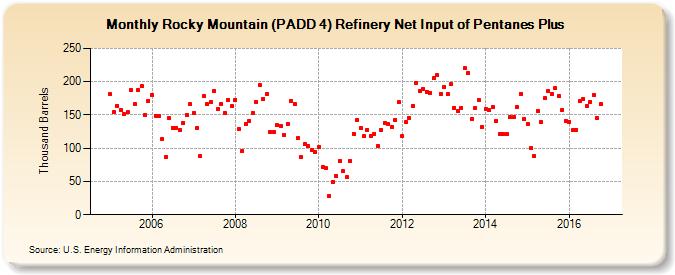 Monthly Rocky Mountain (PADD 4) Refinery Net Input of Pentanes Plus
Thousand Barrels
250
200
150
100
50
0
2006 2008 2010 2012 2014 2016
Source: U.S. Energy Information Administration